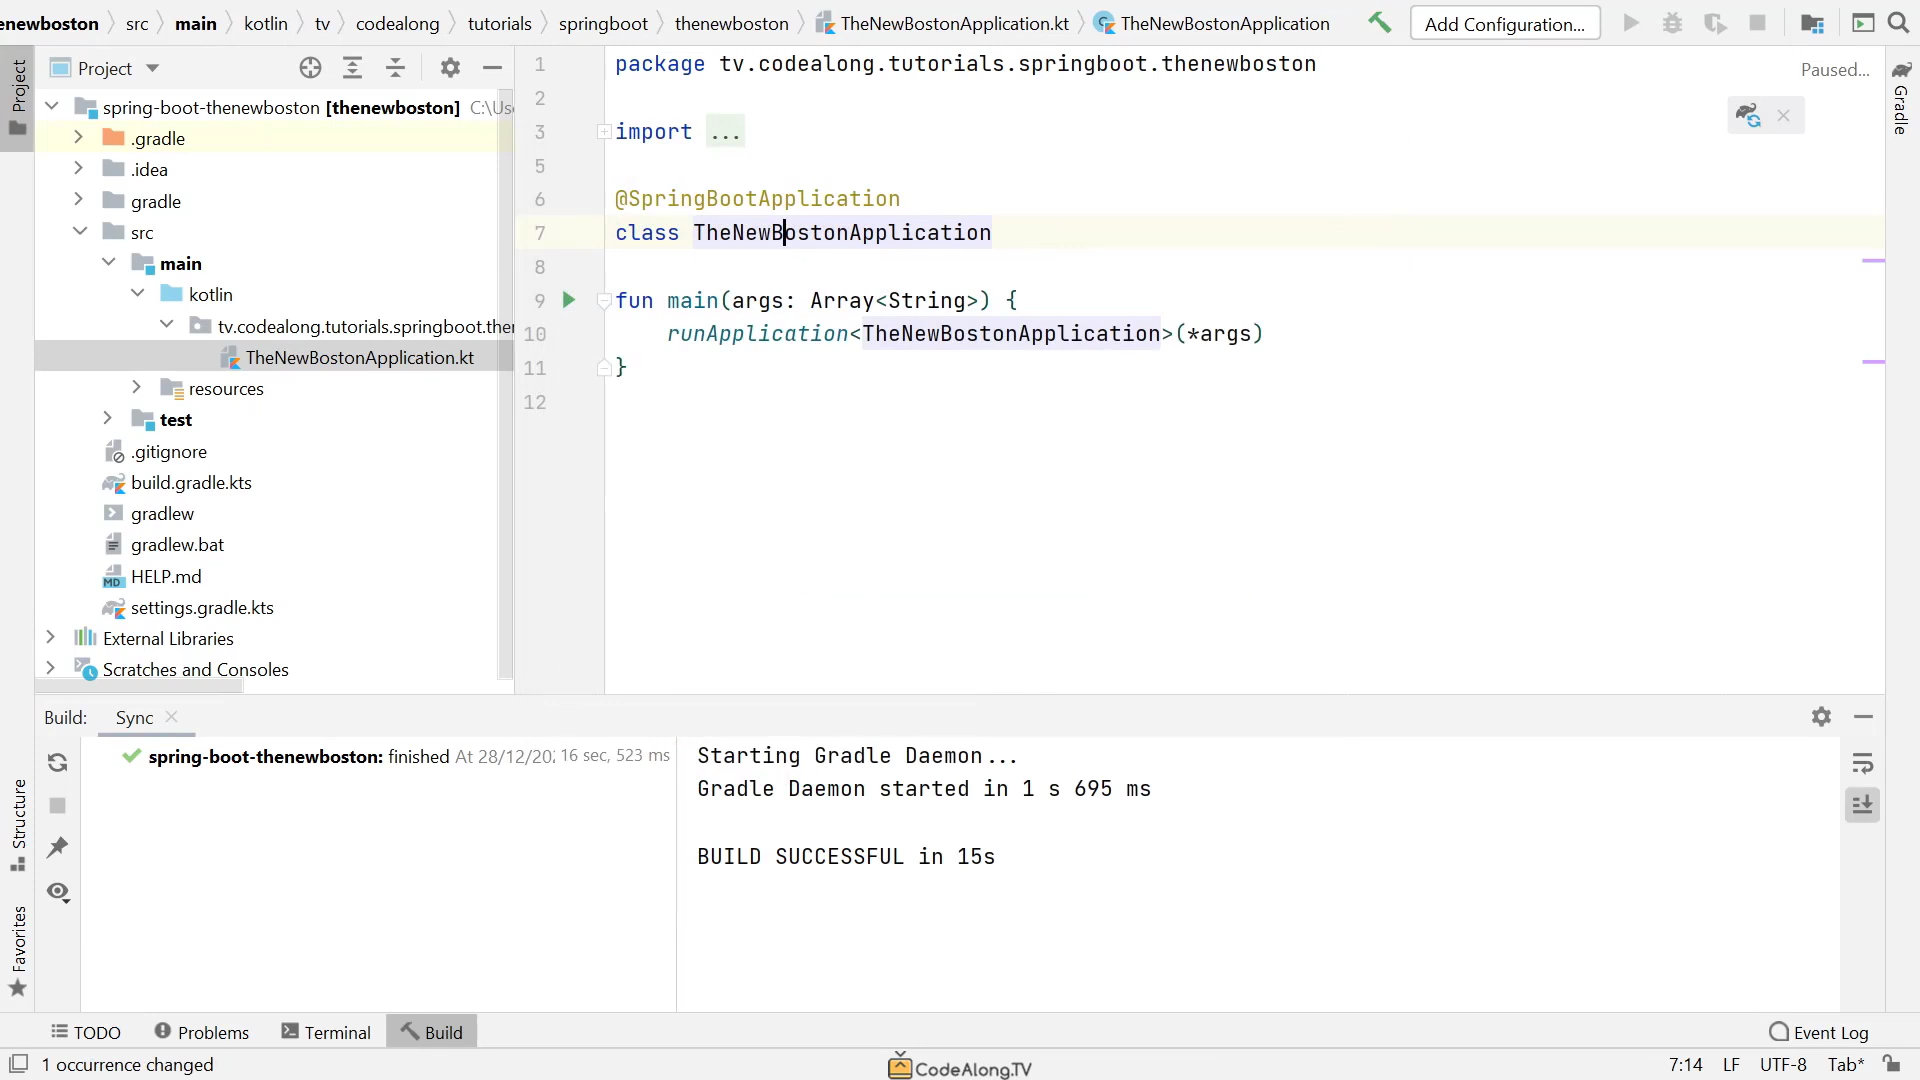 enewboston src main kotlin tv codealong tutorials springboot thenewboston TheNewBostonApplication.kt TheNewBostonApplication Add Configuration...
Project
Project
spring-boot-thenewboston [thenewboston] C:\Us
.gradle
.idea
gradle
src
main
kotlin
tv.codealong.tutorials.springboot.the
TheNewBostonApplication.kt
resources
test
.gitignore
build.gradle.kts
gradlew
gradlew.bat
HELP.md
settings.gradle.kts
External Libraries
Scratches and Consoles
1 package tv.codealong.tutorials.springboot.thenewboston
2
3 import ...
5
6 @SpringBootApplication
7 class TheNewBostonApplication
8
9 fun main(args: Array<String>) {
10 runApplication<TheNewBostonApplication>(*args)
11 }
12
Paused...
Gradle
Build: Sync
spring-boot-thenewboston: finished At 28/12/20 16 sec, 523 ms
Starting Gradle Daemon...
Gradle Daemon started in 1 s 695 ms
BUILD SUCCESSFUL in 15s
Structure
Favorites
TODO Problems Terminal Build Event Log
1 occurrence changed
CodeAlong.TV
7:14 LF UTF-8 Tab*